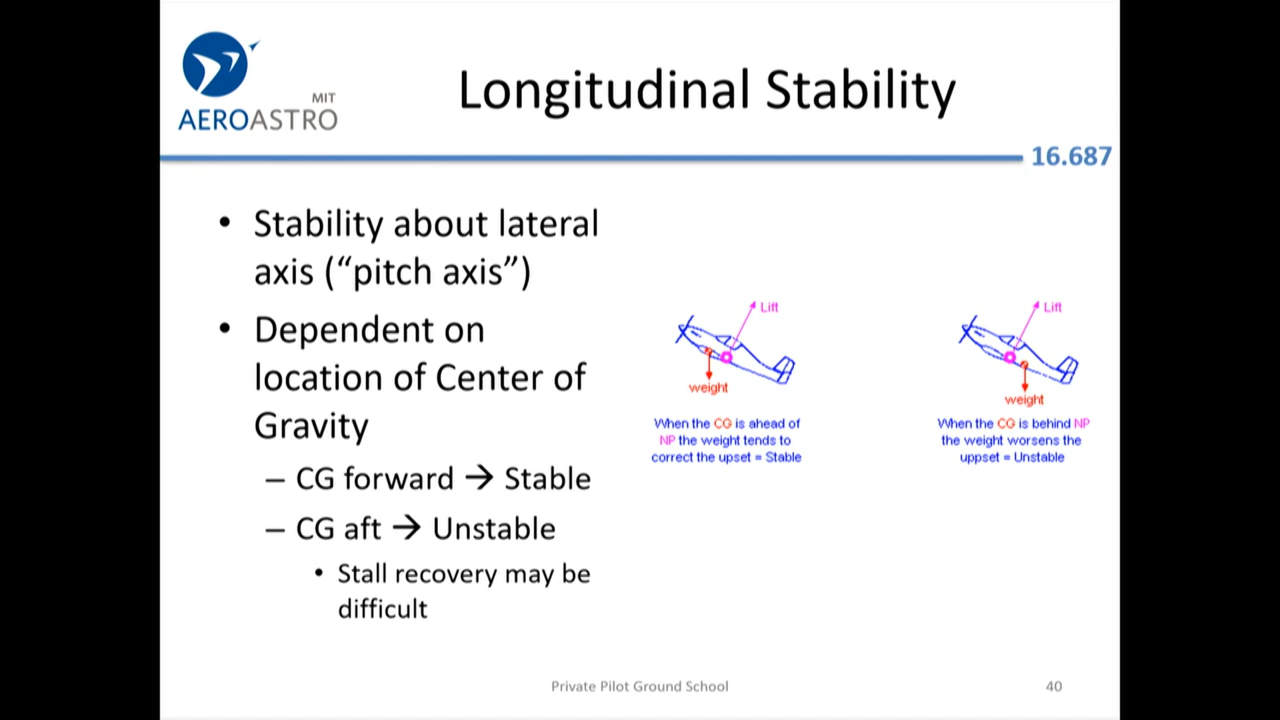 MIT
AEROASTRO
Longitudinal Stability
16.687
• Stability about lateral
axis (“pitch axis”)
• Dependent on
location of Center of
Gravity
– CG forward → Stable
– CG aft → Unstable
• Stall recovery may be
difficult
Lift
weight
When the CG is ahead of
NP the weight tends to
correct the upset = Stable
Lift
weight
When the CG is behind NP
the weight worsens the
uppset = Unstable
Private Pilot Ground School
40